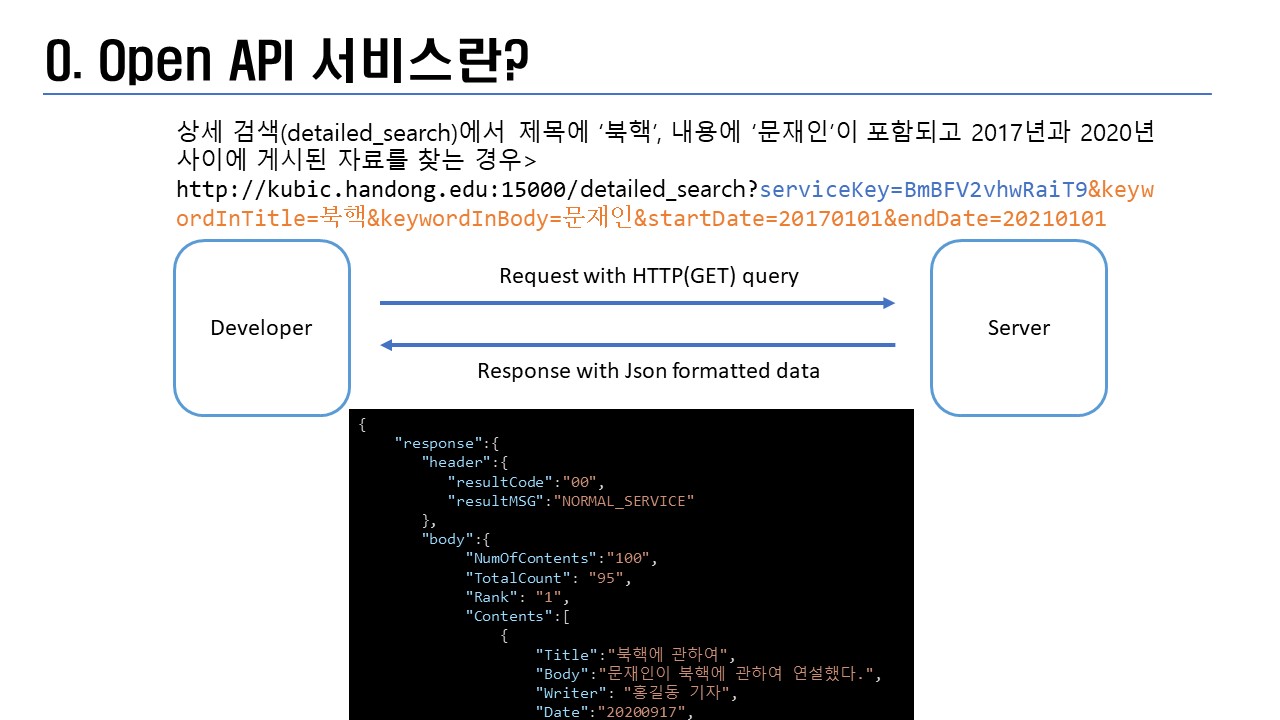 0. Open API 서비스란?
상세 검색(detailed_search)에서 제목에 ‘북핵’, 내용에 ‘문재인’이 포함되고 2017년과 2020년
사이에 게시된 자료를 찾는 경우>
http://kubic.handong.edu:15000/detailed_search?serviceKey=BmBFV2vhwRaiT9&keyw
ordInTitle=북핵&keywordInBody=문재인&startDate=20170101&endDate=20210101
Request with HTTP(GET) query
Developer
Server
Response with Json formatted data
{
"response":{
"header":{
"resultCode":"00",
"resultMSG":"NORMAL_SERVICE"
},
"body":{
"NumOfContents":"100",
"TotalCount": "95",
"Rank": "1",
"Contents":[
{
"Title":"북핵에 관하여",
"Body":"문재인이 북핵에 관하여 연설했다.",
"Writer": "홍길동 기자",
"Date":"20200917",